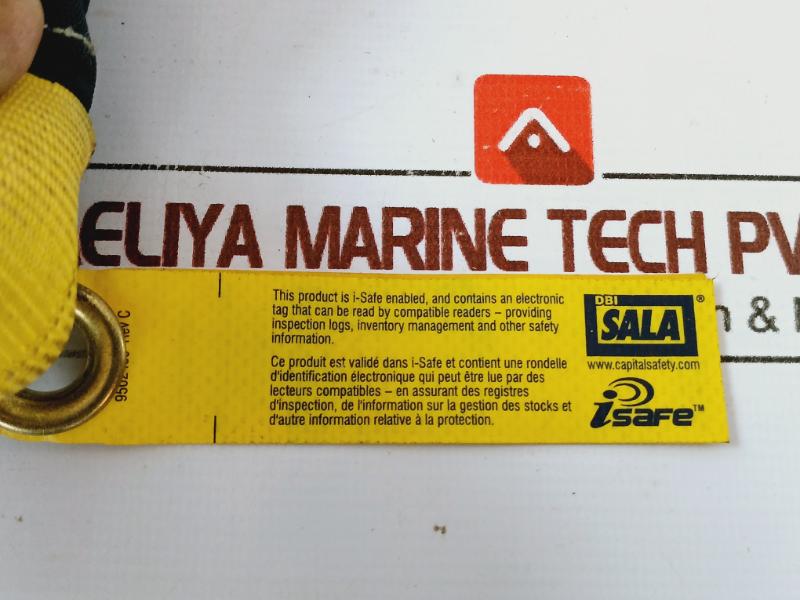 ELIYA MARINE TECH PV
n &
9502 Rev C
This product is i-Safe enabled, and contains an electronic
tag that can be read by compatible readers – providing
inspection logs, inventory management and other safety
information.
Ce produit est validé dans i-Safe et contient une rondelle
d'identification électronique qui peut être lue par des
lecteurs compatibles – en assurant des registres
d'inspection, de l'information sur la gestion des stocks et
d'autre information relative à la protection.
DBI
SALA®
www.capitalsafety.com
isafe™